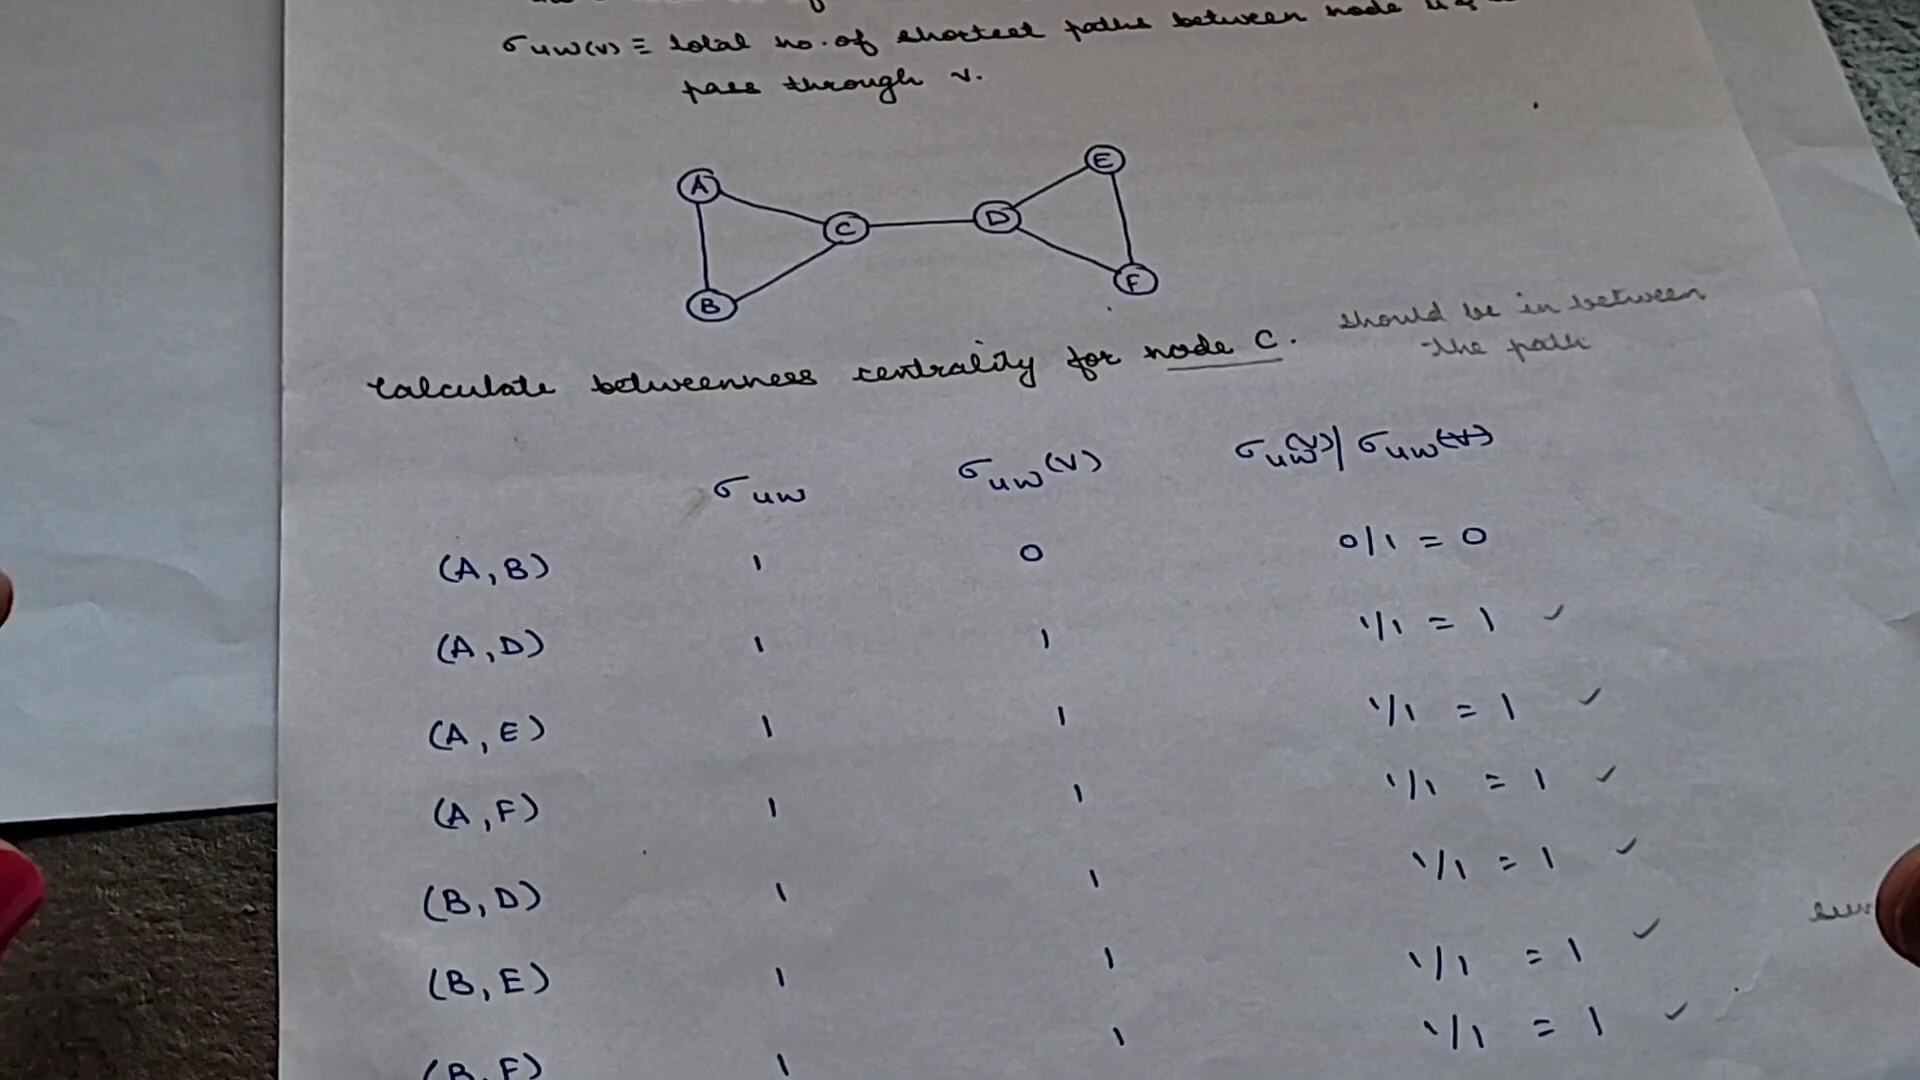 σuw(v) ≡ total no. of shortest paths between node u &
pass through v.
A
E
C
D
B
F
Calculate betweenness centrality for node C. should be in between
the path
σuw σuw(v) σuw(v)| σuw(v)
(A,B) 1 0 0/1 = 0
(A,D) 1 1 1/1 = 1 ✓
(A,E) 1 1 1/1 = 1 ✓
(A,F) 1 1 1/1 = 1 ✓
(B,D) 1 1 1/1 = 1 ✓
(B,E) 1 1 1/1 = 1 ✓
(B,F) 1 1 1/1 = 1 ✓